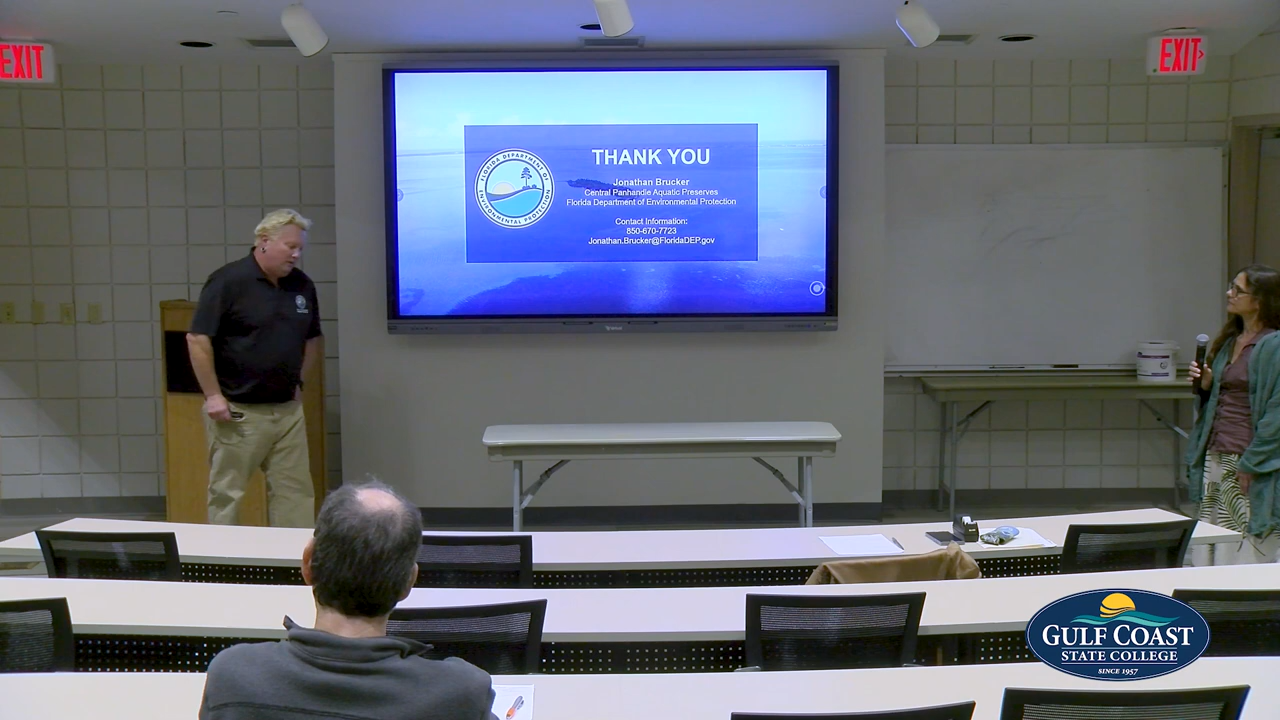 EXIT
EXIT
FLORIDA DEPARTMENT OF
ENVIRONMENTAL PROTECTION
THANK YOU
Jonathan Brucker
Central Panhandle Aquatic Preserves
Florida Department of Environmental Protection
Contact Information:
850-670-7723
Jonathan.Brucker@FloridaDEP.gov
GULF COAST
STATE COLLEGE
SINCE 1957